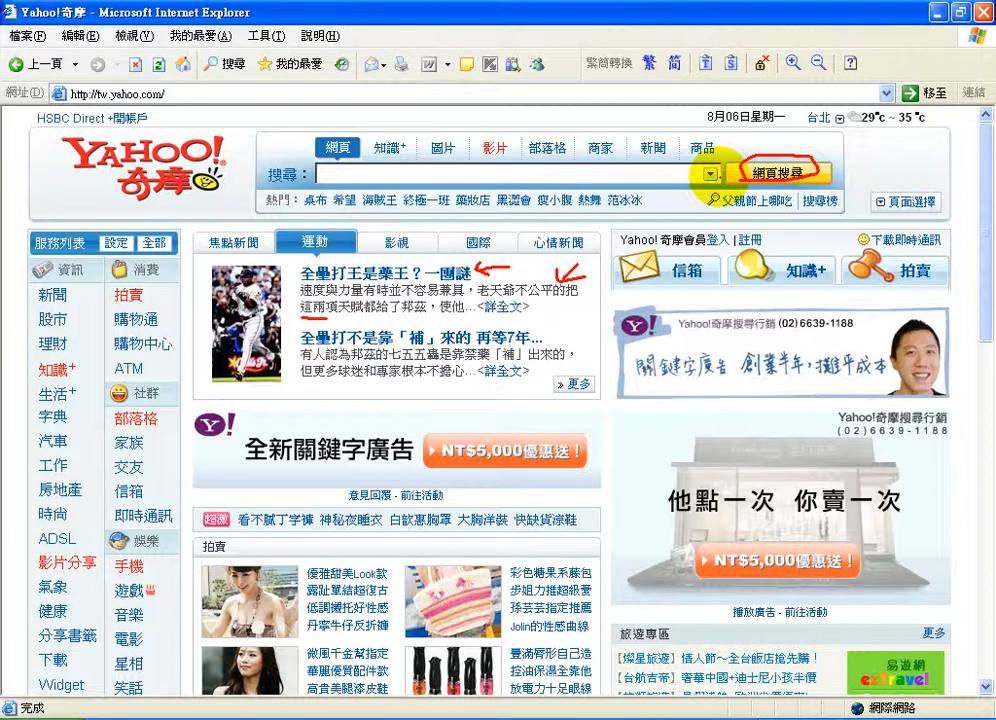 Yahoo!奇摩 - Microsoft Internet Explorer
檔案(F) 編輯(E) 檢視(V) 我的最愛(A) 工具(T) 說明(H)
上一頁 搜尋 我的最愛 繁簡轉換 繁 簡
網址(D) http://tw.yahoo.com/ 移至 連結
HSBC Direct +開帳戶
8月06日星期一 台北 29°c ~ 35 °c
YAHOO!
奇摩
網頁 知識+ 圖片 影片 部落格 商家 新聞 商品
搜尋： 網頁搜尋
熱門： 桌布 希望 海賊王 終極一班 藥妝店 黑澀會 瘦小腹 熱舞 范冰冰 父親節上哪吃 搜尋榜
頁面選擇
服務列表 設定 全部
資訊 消費
新聞 拍賣
股市 購物通
理財 購物中心
知識+ ATM
生活+ 社群
字典 部落格
汽車 家族
工作 交友
房地產 信箱
時尚 即時通訊
ADSL 娛樂
影片分享 手機
氣象 遊戲
健康 音樂
分享書籤 電影
下載 星相
Widget 笑話
焦點新聞 運動 影視 國際 心情新聞
全壘打王是藥王？一團謎
速度與力量有時並不容易兼具，老天爺不公平的把
這兩項天賦都給了邦茲，使他...<詳全文>
全壘打不是靠「補」來的 再等7年...
有人認為邦茲的七五五轟是靠禁藥「補」出來的，
但更多球迷和專家根本不擔心...<詳全文>
» 更多
Y!
全新關鍵字廣告 NT$5,000優惠送！
意見回覆 - 前往活動
超激 看不膩丁字褲 神秘夜睡衣 白歆惠胸罩 大胸洋裝 快缺貨涼鞋
拍賣
優雅甜美Look款
露趾單結超復古
低調襯托好性感
丹寧牛仔反折褲
彩色糖果系藤包
步姐力推超級愛
孫芸芸指定推薦
Jolin的性感曲線
微風千金幫指定
華麗優質配件款
高貴美腿漆皮鞋
豐滿唇形自己造
控油保濕全靠他
放電力十足眼線
Yahoo!奇摩會員登入 | 註冊 下載即時通訊
信箱 知識+ 拍賣
Y! Yahoo!奇摩搜尋行銷 (02)6639-1188
關鍵字廣告 創業半年，攤平成本
Yahoo!奇摩搜尋行銷
(02)6639-1188
他點一次 你賣一次
NT$5,000優惠送！
播放廣告 - 前往活動
旅遊專區 更多
【燦星旅遊】情人節～全台飯店搶先購！
【台航吉帝】奢華中國+迪士尼小孩半價
易遊網
ezTravel
完成 網際網路